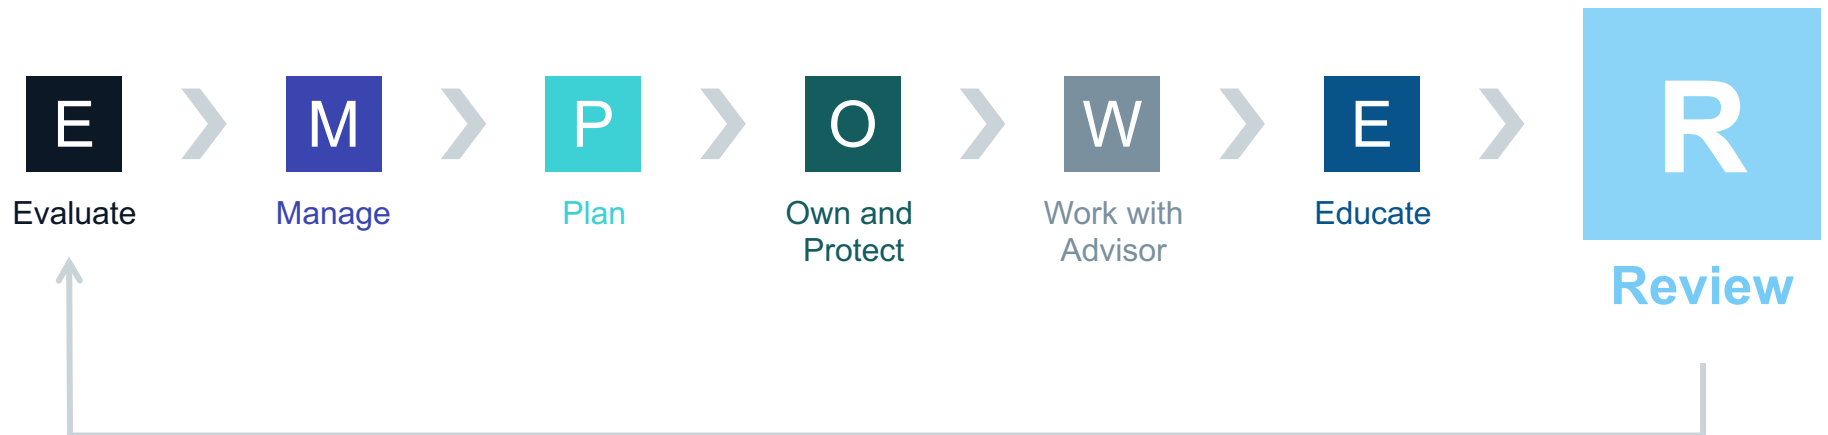 E
M
P
O
W
E
R
Evaluate
Manage
Plan
Own and
Protect
Work with
Advisor
Educate
Review